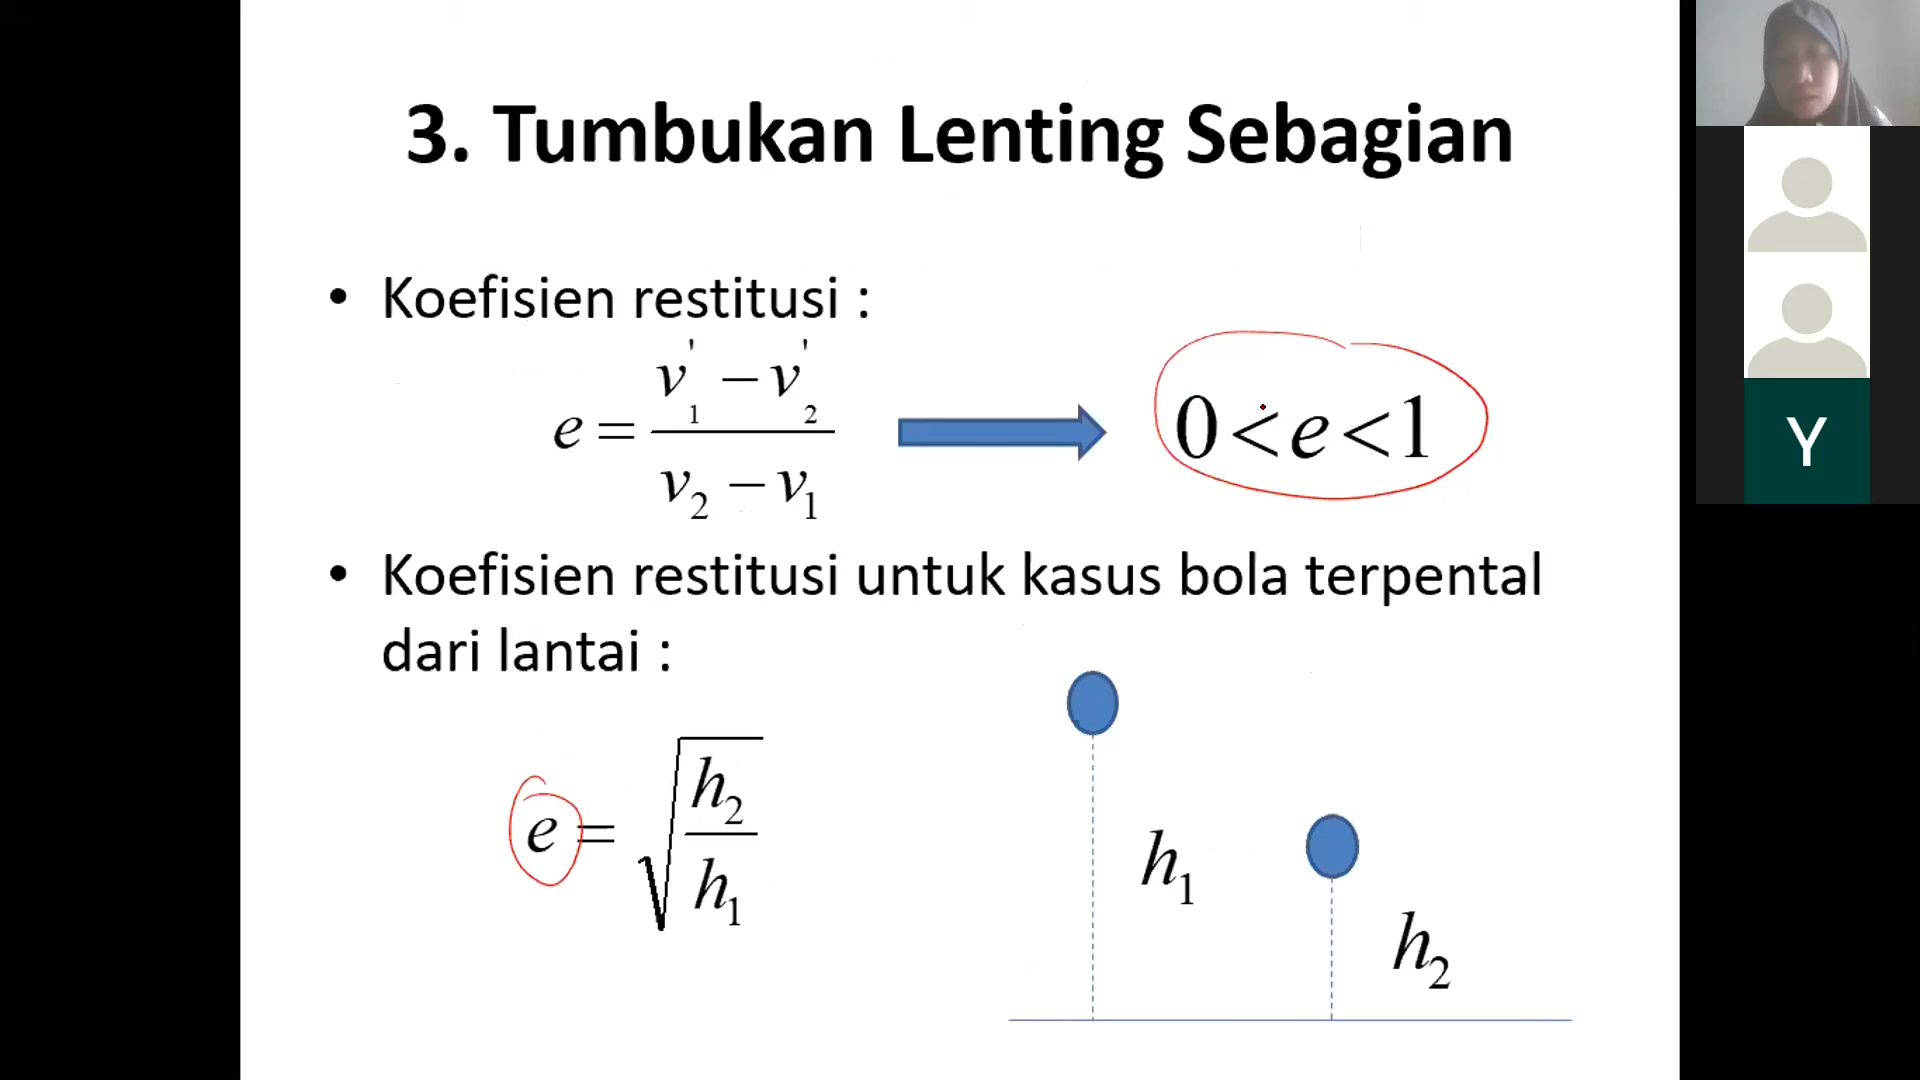 3. Tumbukan Lenting Sebagian
• Koefisien restitusi :
e = (v'₁ − v'₂) / (v₂ − v₁)
0 < e < 1
• Koefisien restitusi untuk kasus bola terpental
dari lantai :
e = √(h₂ / h₁)
h₁
h₂
Y